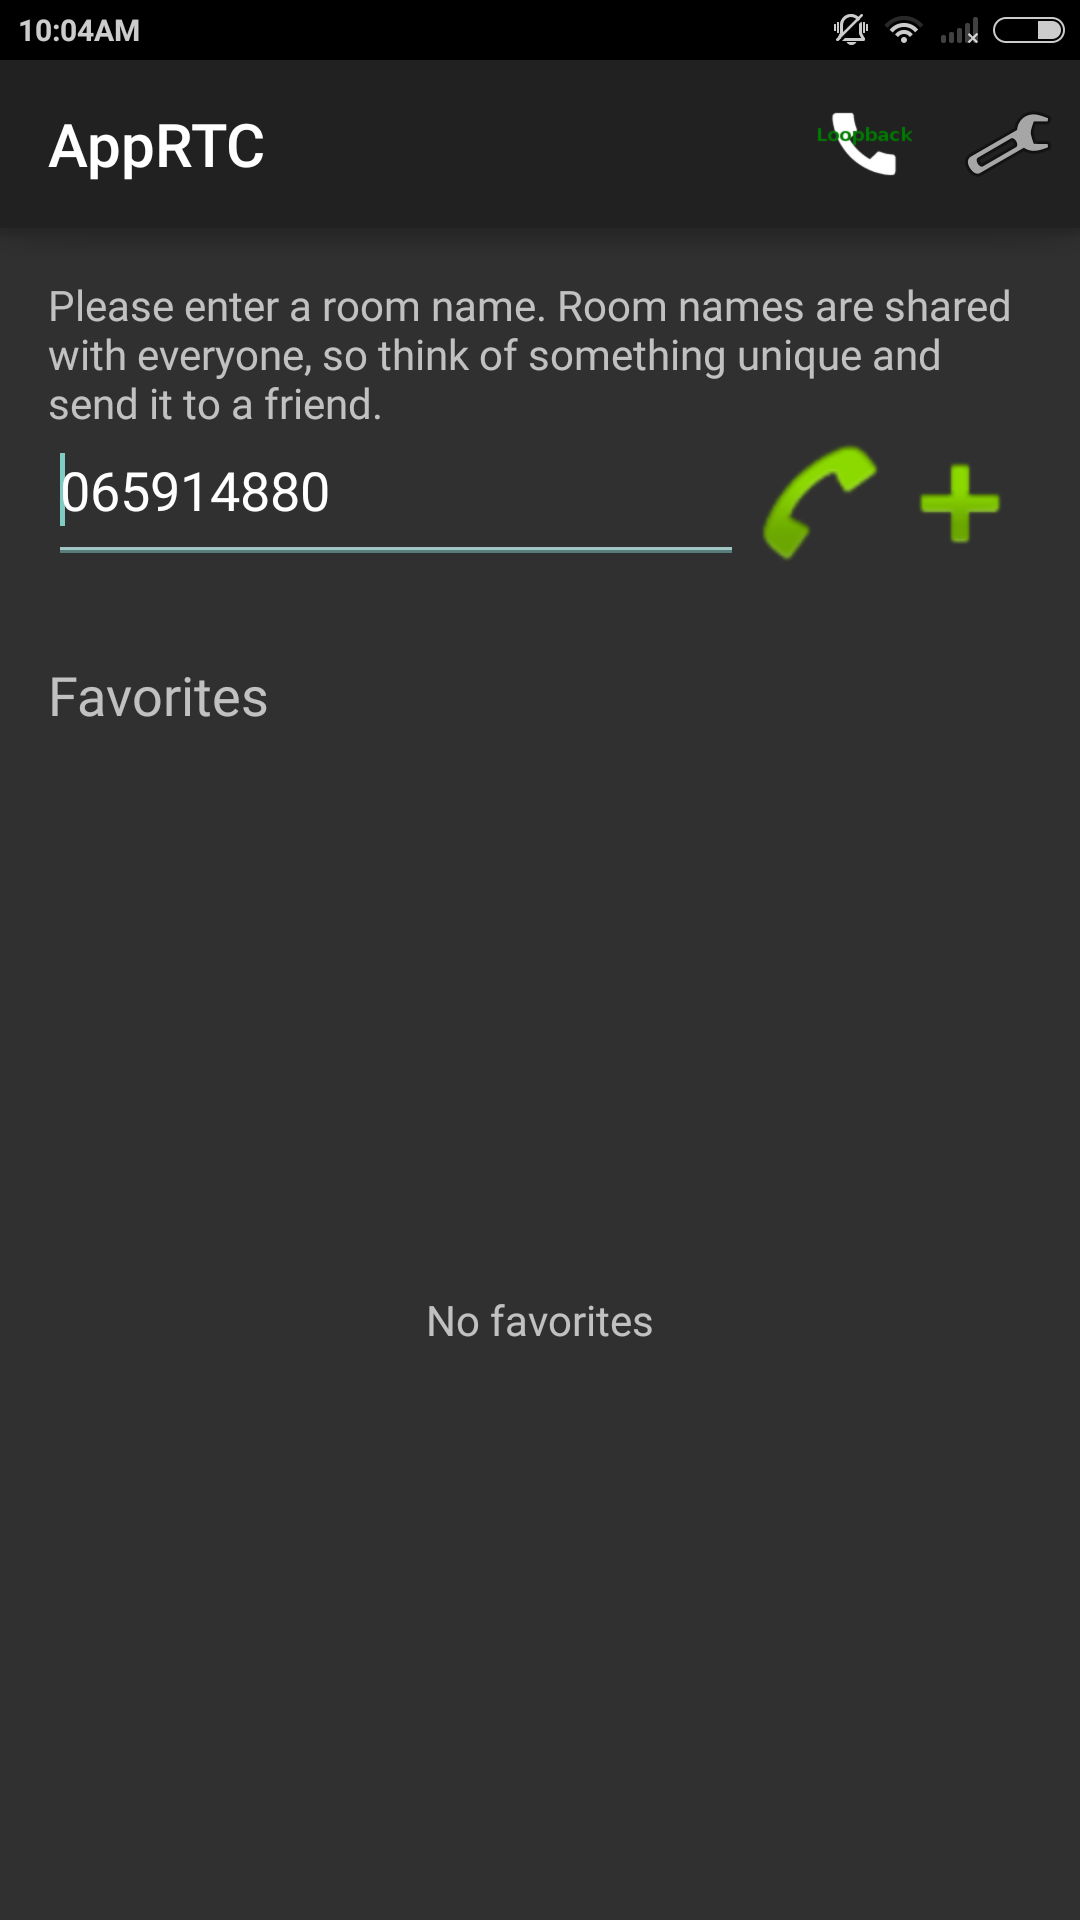 10:04AM
AppRTC
Loopback
Please enter a room name. Room names are shared
with everyone, so think of something unique and
send it to a friend.
065914880
Favorites
No favorites